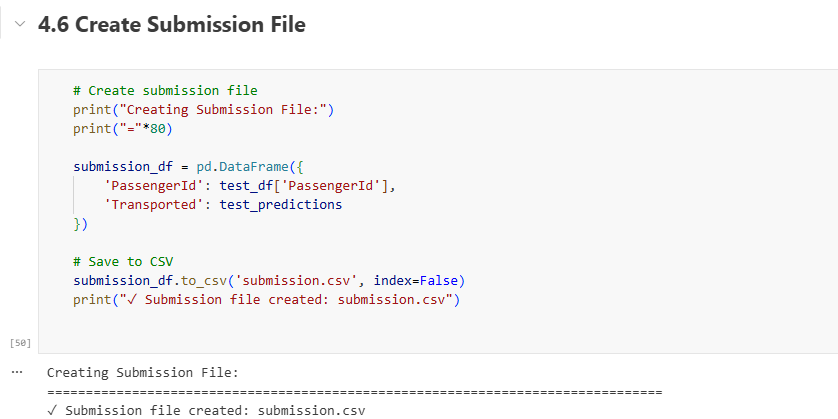 4.6 Create Submission File
# Create submission file
print("Creating Submission File:")
print("="*80)
submission_df = pd.DataFrame({
'PassengerId': test_df['PassengerId'],
'Transported': test_predictions
})
# Save to CSV
submission_df.to_csv('submission.csv', index=False)
print("✓ Submission file created: submission.csv")
[50]
... Creating Submission File:
================================================================================
✓ Submission file created: submission.csv